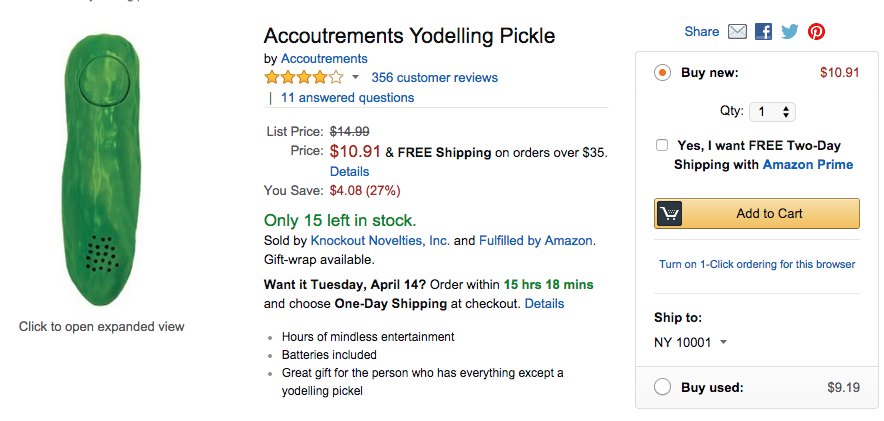 Accoutrements Yodelling Pickle
by Accoutrements
356 customer reviews
| 11 answered questions
List Price: $14.99
Price: $10.91 & FREE Shipping on orders over $35.
Details
You Save: $4.08 (27%)
Only 15 left in stock.
Sold by Knockout Novelties, Inc. and Fulfilled by Amazon.
Gift-wrap available.
Want it Tuesday, April 14? Order within 15 hrs 18 mins
and choose One-Day Shipping at checkout. Details
Hours of mindless entertainment
Batteries included
Great gift for the person who has everything except a
yodelling pickel
Click to open expanded view
Share
Buy new: $10.91
Qty: 1
Yes, I want FREE Two-Day
Shipping with Amazon Prime
Add to Cart
Turn on 1-Click ordering for this browser
Ship to:
NY 10001
Buy used: $9.19